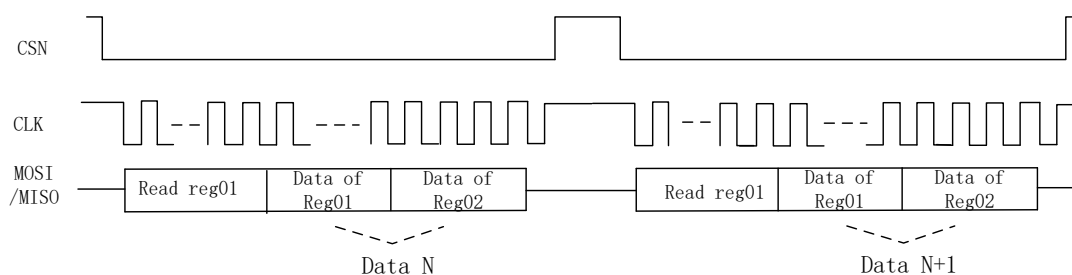 CSN
CLK
MOSI
/MISO
Read reg01
Data of
Reg01
Data of
Reg02
Read reg01
Data of
Reg01
Data of
Reg02
Data N
Data N+1